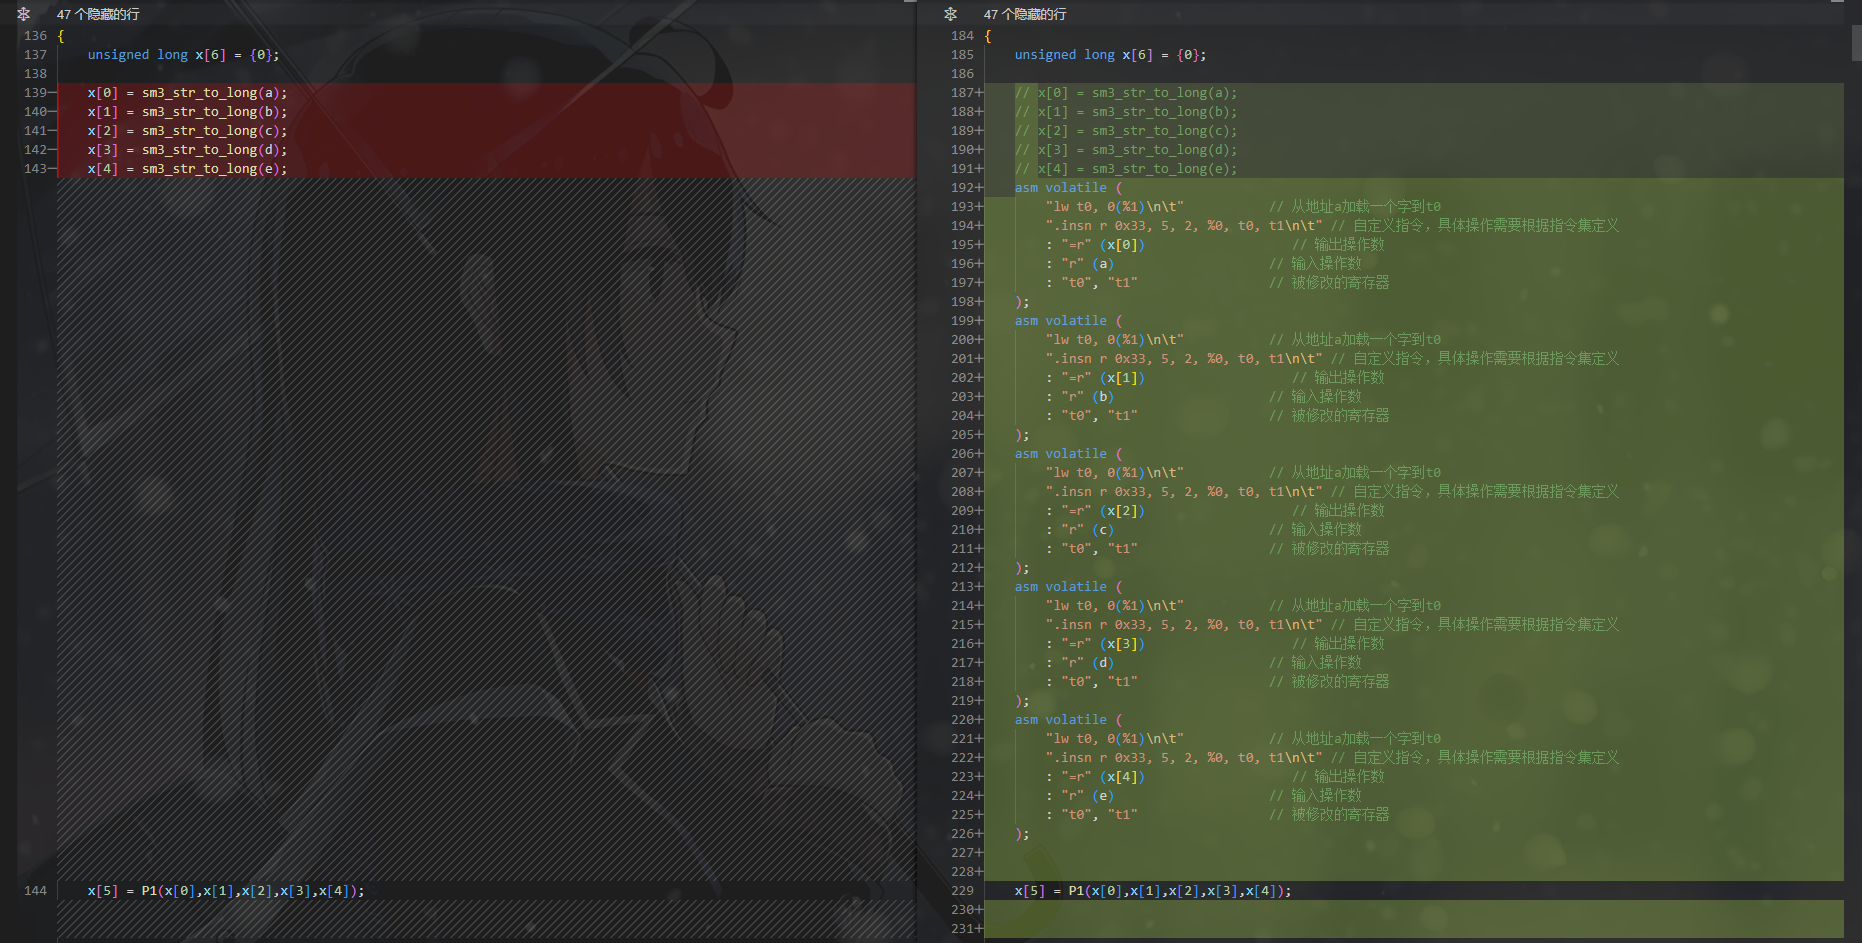 47 个隐藏的行
136 {
137 unsigned long x[6] = {0};
138
139— x[0] = sm3_str_to_long(a);
140— x[1] = sm3_str_to_long(b);
141— x[2] = sm3_str_to_long(c);
142— x[3] = sm3_str_to_long(d);
143— x[4] = sm3_str_to_long(e);
144 x[5] = P1(x[0],x[1],x[2],x[3],x[4]);
47 个隐藏的行
184 {
185 unsigned long x[6] = {0};
186
187+ // x[0] = sm3_str_to_long(a);
188+ // x[1] = sm3_str_to_long(b);
189+ // x[2] = sm3_str_to_long(c);
190+ // x[3] = sm3_str_to_long(d);
191+ // x[4] = sm3_str_to_long(e);
192+ asm volatile (
193+ "lw t0, 0(%1)\n\t" // 从地址a加载一个字到t0
194+ ".insn r 0x33, 5, 2, %0, t0, t1\n\t" // 自定义指令，具体操作需要根据指令集定义
195+ : "=r" (x[0]) // 输出操作数
196+ : "r" (a) // 输入操作数
197+ : "t0", "t1" // 被修改的寄存器
198+ );
199+ asm volatile (
200+ "lw t0, 0(%1)\n\t" // 从地址a加载一个字到t0
201+ ".insn r 0x33, 5, 2, %0, t0, t1\n\t" // 自定义指令，具体操作需要根据指令集定义
202+ : "=r" (x[1]) // 输出操作数
203+ : "r" (b) // 输入操作数
204+ : "t0", "t1" // 被修改的寄存器
205+ );
206+ asm volatile (
207+ "lw t0, 0(%1)\n\t" // 从地址a加载一个字到t0
208+ ".insn r 0x33, 5, 2, %0, t0, t1\n\t" // 自定义指令，具体操作需要根据指令集定义
209+ : "=r" (x[2]) // 输出操作数
210+ : "r" (c) // 输入操作数
211+ : "t0", "t1" // 被修改的寄存器
212+ );
213+ asm volatile (
214+ "lw t0, 0(%1)\n\t" // 从地址a加载一个字到t0
215+ ".insn r 0x33, 5, 2, %0, t0, t1\n\t" // 自定义指令，具体操作需要根据指令集定义
216+ : "=r" (x[3]) // 输出操作数
217+ : "r" (d) // 输入操作数
218+ : "t0", "t1" // 被修改的寄存器
219+ );
220+ asm volatile (
221+ "lw t0, 0(%1)\n\t" // 从地址a加载一个字到t0
222+ ".insn r 0x33, 5, 2, %0, t0, t1\n\t" // 自定义指令，具体操作需要根据指令集定义
223+ : "=r" (x[4]) // 输出操作数
224+ : "r" (e) // 输入操作数
225+ : "t0", "t1" // 被修改的寄存器
226+ );
227+
228+
229 x[5] = P1(x[0],x[1],x[2],x[3],x[4]);
230+
231+